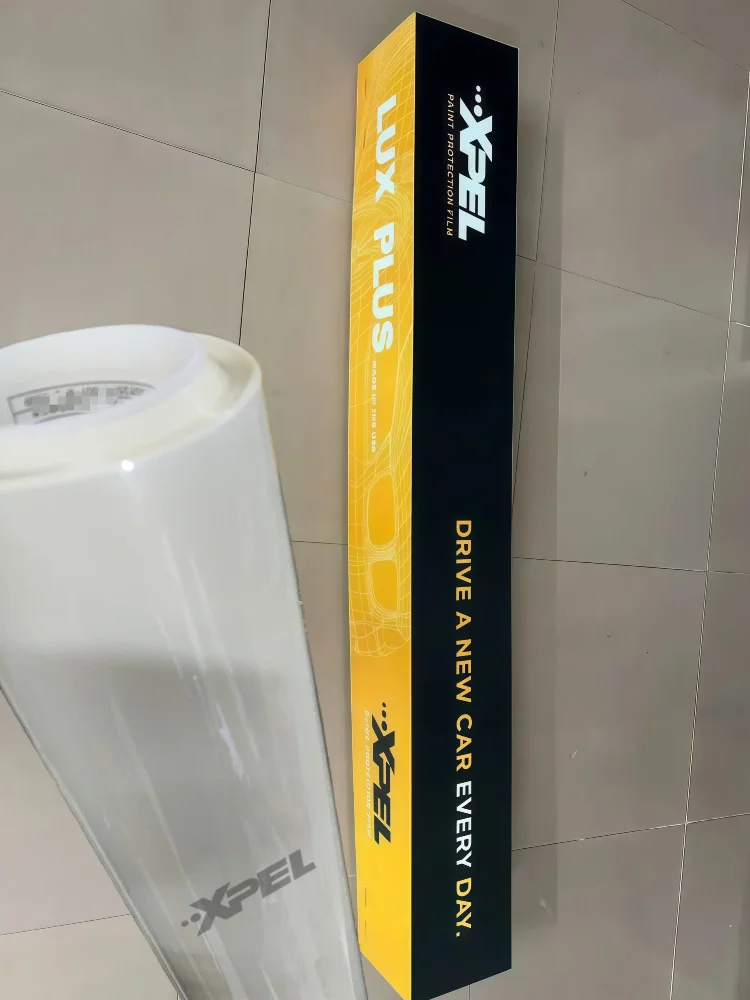 XPEL
PAINT PROTECTION FILM
DRIVE A NEW CAR EVERY DAY.
LUX PLUS
MADE IN THE USA
XPEL
XPEL